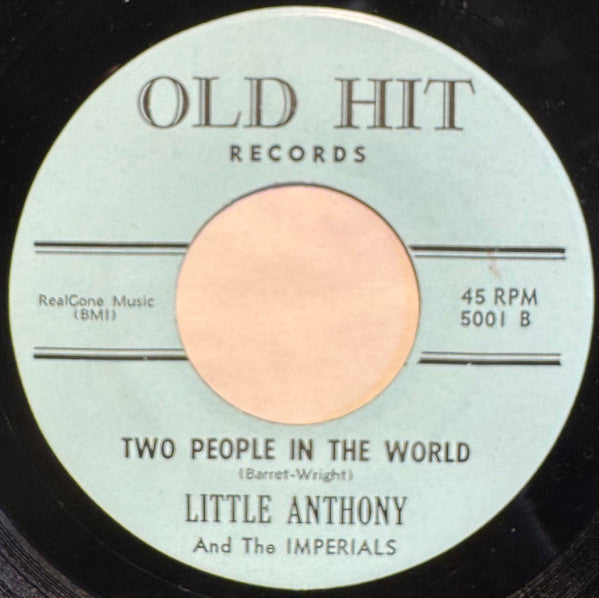 OLD HIT
RECORDS
RealGone Music
(BMI)
45 RPM
5001 B
TWO PEOPLE IN THE WORLD
(Barret-Wright)
LITTLE ANTHONY
And The IMPERIALS